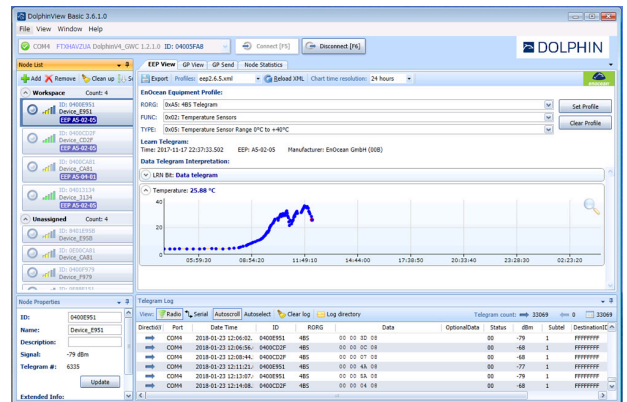 DolphinView Basic 3.6.1.0
File View Window Help
COM4 FTXHAVZUA DolphinV4_GWC 1.2.1.0 ID: 04005FA8
Connect [F5]
Disconnect [F6]
DOLPHIN
Node List
EEP View GP View GP Send Node Statistics
Add Remove Clean up
Export Profiles: eep2.6.5.xml Reload XML Chart time resolution: 24 hours
Workspace Count: 4
ID: 0400E951
Device_E951
EEP A5-02-05
ID: 0400CD2F
Device_CD2F
EEP A5-02-05
ID: 0400CA81
Device_CA81
EEP A5-04-01
ID: 04013134
Device_3134
EEP A5-02-05
Unassigned Count: 4
Device_E950
ID: 0E00CA81
Device_CA81
ID: 0400F979
Device_F979
EnOcean Equipment Profile:
RORG: 0xA5: 4BS Telegram
Set Profile
FUNC: 0x02: Temperature Sensors
Clear Profile
TYPE: 0x05: Temperature Sensor Range 0°C to +40°C
Learn Telegram:
Time: 2017-11-17 22:37:33.502 EEP: A5-02-05 Manufacturer: EnOcean GmbH (00B)
Data Telegram Interpretation:
LRN Bit: Data telegram
Temperature: 25.88 °C
40
20
0
05:59:20 08:54:20 11:49:10 14:44:00 17:38:50 20:33:40 23:28:30 02:23:20
Node Properties
ID: 0400E951
Name: Device_E951
Description:
Signal: -79 dBm
Telegram #: 6335
Update
Extended Info:
Telegram Log
View: Radio Serial Autoscroll Autoselect Clear log Log directory
Telegram count: 33069 0 33069
Port Date Time ID RORG Data OptionalData Status dBm Subtel DestinationID
COM4 2018-01-23 12:06:02. 0400E951 4BS 00 00 3D 08 00 -79 1 FFFFFFFF
COM4 2018-01-23 12:06:56. 0400CD2F 4BS 00 00 06 08 00 -68 1 FFFFFFFF
COM4 2018-01-23 12:08:44. 0400CD2F 4BS 00 00 07 08 00 -68 1 FFFFFFFF
COM4 2018-01-23 12:11:21. 0400E951 4BS 00 00 4A 08 00 -77 1 FFFFFFFF
COM4 2018-01-23 12:13:07. 0400E951 4BS 00 00 5A 08 00 -79 1 FFFFFFFF
COM4 2018-01-23 12:14:08. 0400CD2F 4BS 00 00 04 08 00 -68 1 FFFFFFFF